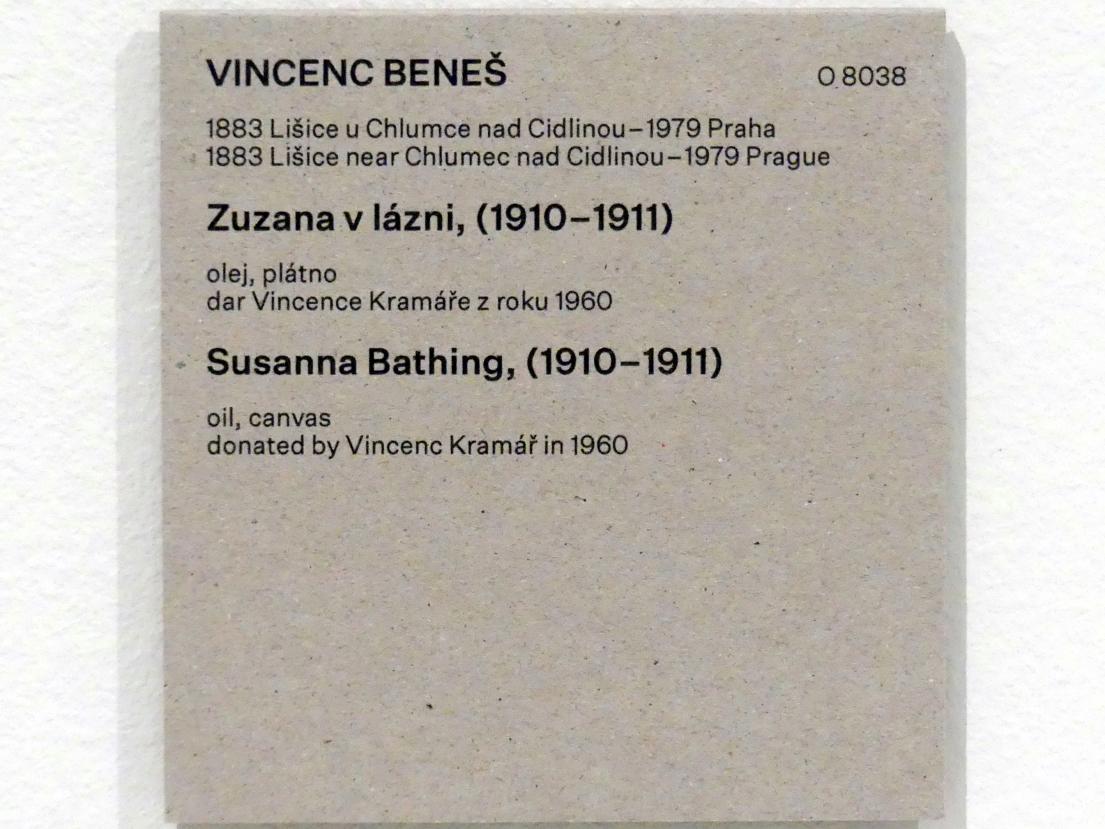 VINCENC BENEŠ O 8038
1883 Lišice u Chlumce nad Cidlinou–1979 Praha
1883 Lišice near Chlumec nad Cidlinou–1979 Prague
Zuzana v lázni, (1910–1911)
olej, plátno
dar Vincence Kramáře z roku 1960
Susanna Bathing, (1910–1911)
oil, canvas
donated by Vincenc Kramář in 1960